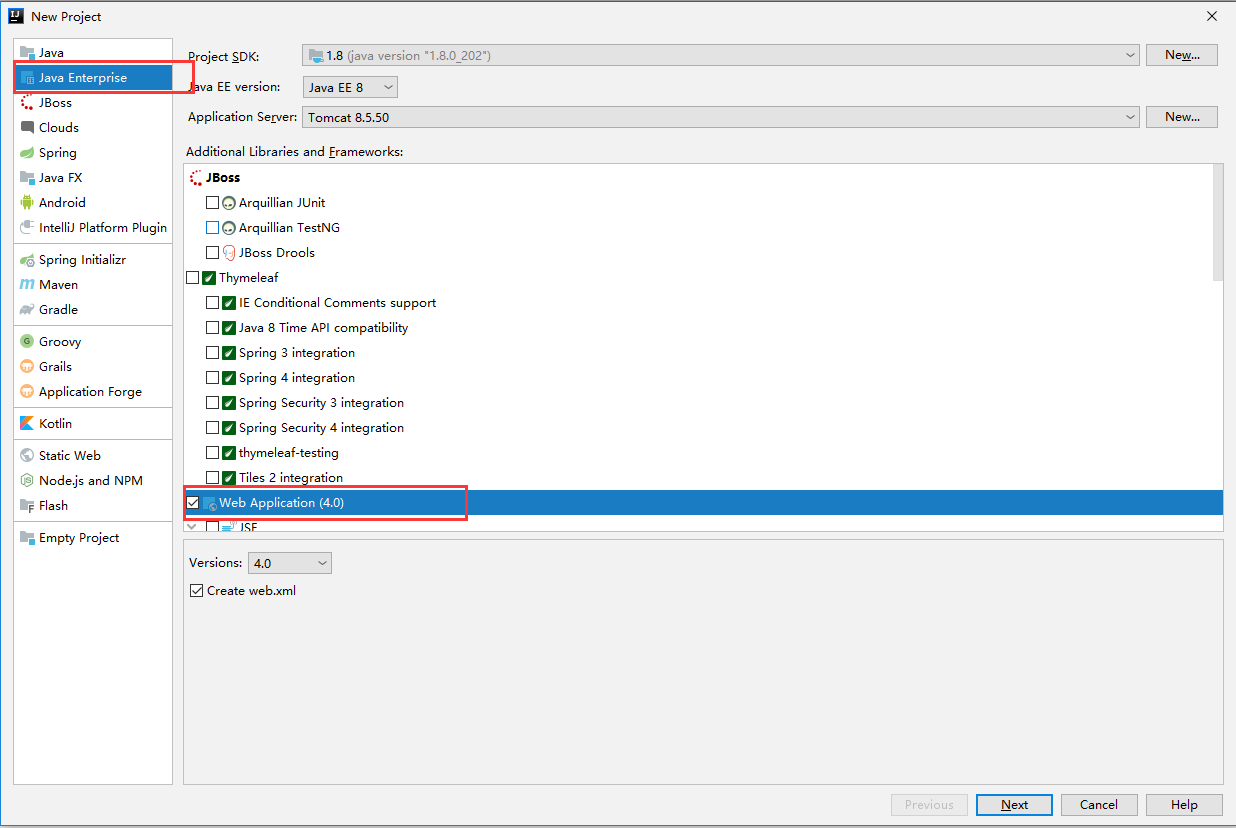 New Project
Java
Java Enterprise
JBoss
Clouds
Spring
Java FX
Android
IntelliJ Platform Plugin
Spring Initializr
Maven
Gradle
Groovy
Grails
Application Forge
Kotlin
Static Web
Node.js and NPM
Flash
Empty Project
Project SDK: 1.8 (java version "1.8.0_202") New...
Java EE version: Java EE 8
Application Server: Tomcat 8.5.50 New...
Additional Libraries and Frameworks:
JBoss
Arquillian JUnit
Arquillian TestNG
JBoss Drools
Thymeleaf
IE Conditional Comments support
Java 8 Time API compatibility
Spring 3 integration
Spring 4 integration
Spring Security 3 integration
Spring Security 4 integration
thymeleaf-testing
Tiles 2 integration
Web Application (4.0)
JSF
Versions: 4.0
Create web.xml
Previous Next Cancel Help